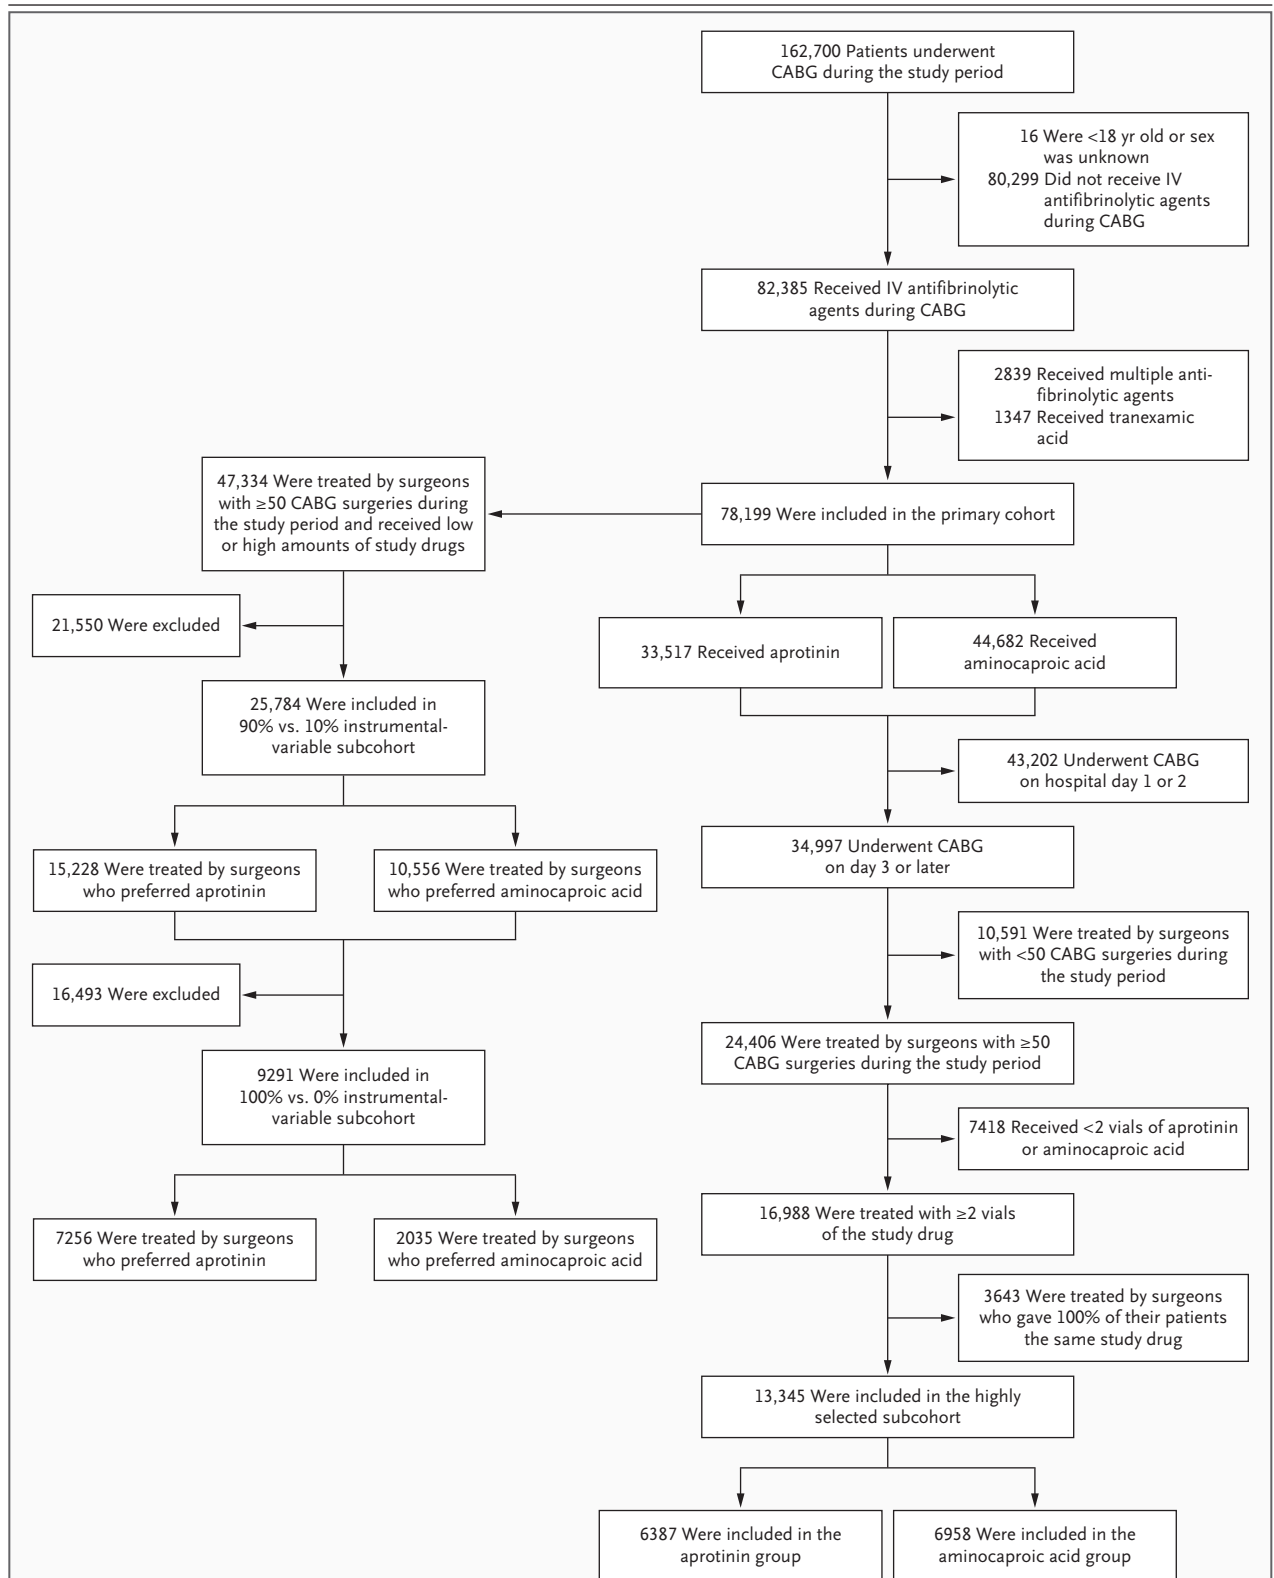 162,700 Patients underwent
CABG during the study period
16 Were <18 yr old or sex
was unknown
80,299 Did not receive IV
antifibrinolytic agents
during CABG
82,385 Received IV antifibrinolytic
agents during CABG
2839 Received multiple anti-
fibrinolytic agents
1347 Received tranexamic
acid
47,334 Were treated by surgeons
with ≥50 CABG surgeries during
the study period and received low
or high amounts of study drugs
78,199 Were included in the primary cohort
21,550 Were excluded
33,517 Received aprotinin
44,682 Received
aminocaproic acid
25,784 Were included in
90% vs. 10% instrumental-
variable subcohort
43,202 Underwent CABG
on hospital day 1 or 2
15,228 Were treated by surgeons
who preferred aprotinin
10,556 Were treated by surgeons
who preferred aminocaproic acid
34,997 Underwent CABG
on day 3 or later
10,591 Were treated by surgeons
with <50 CABG surgeries during
the study period
16,493 Were excluded
24,406 Were treated by surgeons with ≥50
CABG surgeries during the study period
9291 Were included in
100% vs. 0% instrumental-
variable subcohort
7418 Received <2 vials of aprotinin
or aminocaproic acid
7256 Were treated by surgeons
who preferred aprotinin
2035 Were treated by surgeons
who preferred aminocaproic acid
16,988 Were treated with ≥2 vials
of the study drug
3643 Were treated by surgeons
who gave 100% of their patients
the same study drug
13,345 Were included in the highly
selected subcohort
6387 Were included in the
aprotinin group
6958 Were included in the
aminocaproic acid group